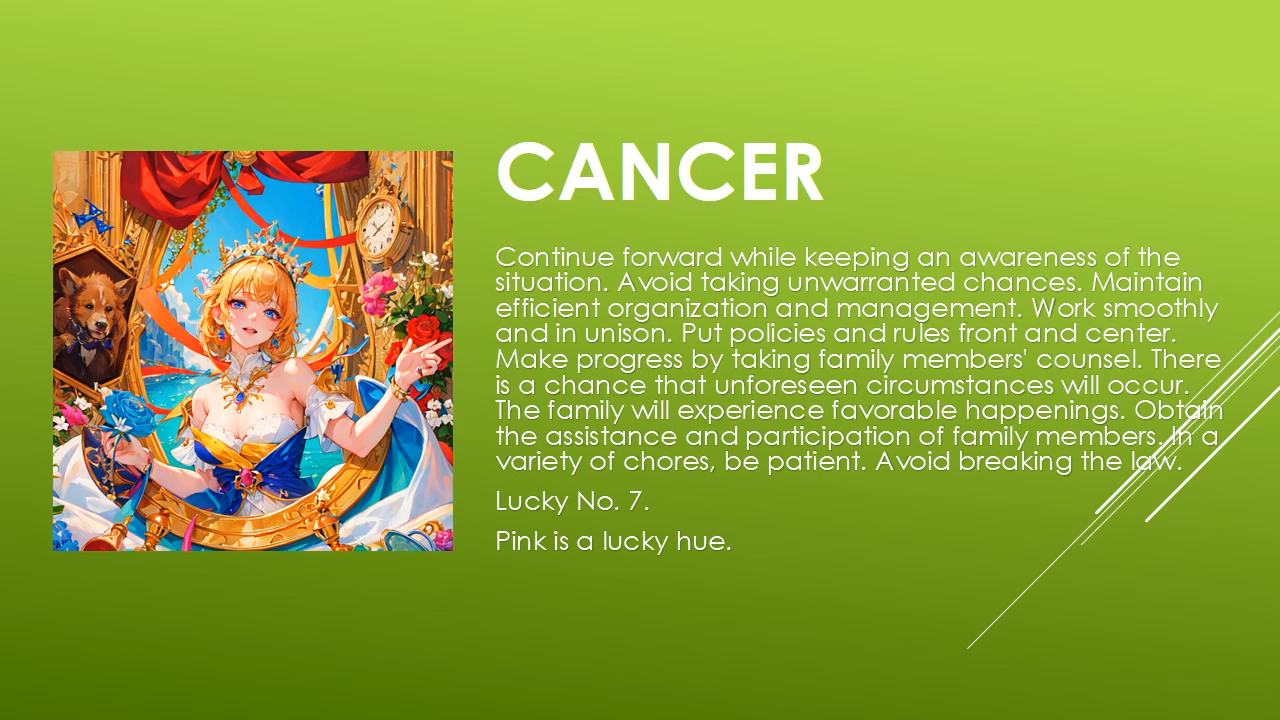 CANCER
Continue forward while keeping an awareness of the
situation. Avoid taking unwarranted chances. Maintain
efficient organization and management. Work smoothly
and in unison. Put policies and rules front and center.
Make progress by taking family members' counsel. There
is a chance that unforeseen circumstances will occur.
The family will experience favorable happenings. Obtain
the assistance and participation of family members. In a
variety of chores, be patient. Avoid breaking the law.
Lucky No. 7.
Pink is a lucky hue.